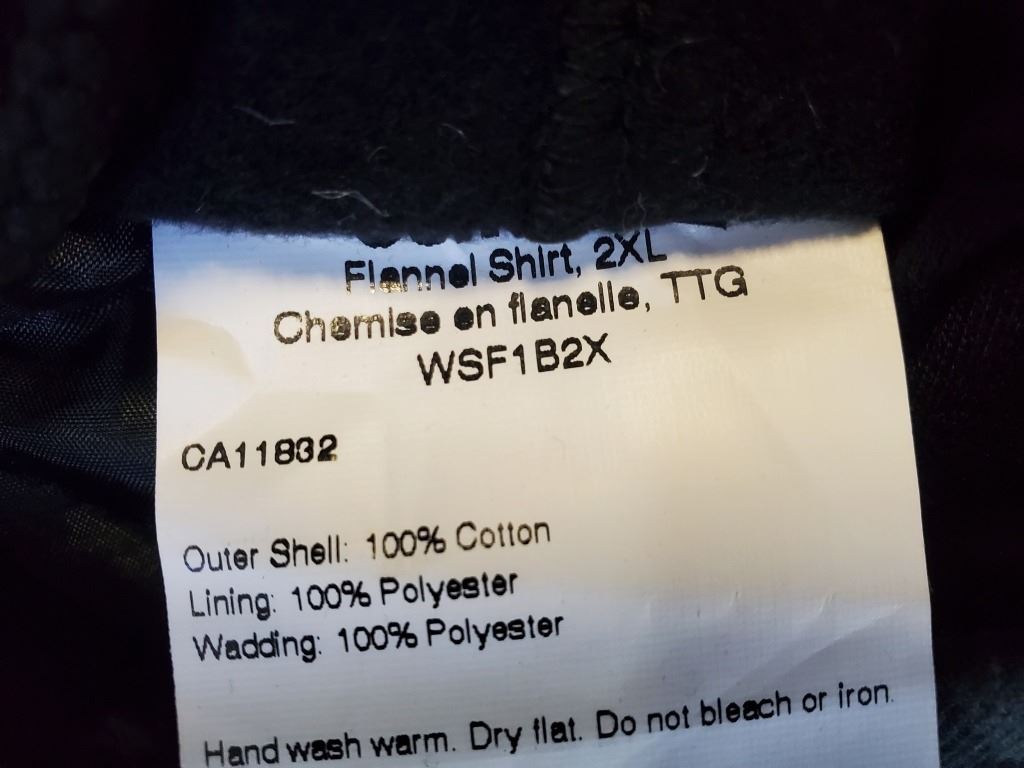 Flannel Shirt, 2XL
Chemise en flanelle, TTG
WSF1B2X
CA11832
Outer Shell: 100% Cotton
Lining: 100% Polyester
Wadding: 100% Polyester
Hand wash warm. Dry flat. Do not bleach or iron.